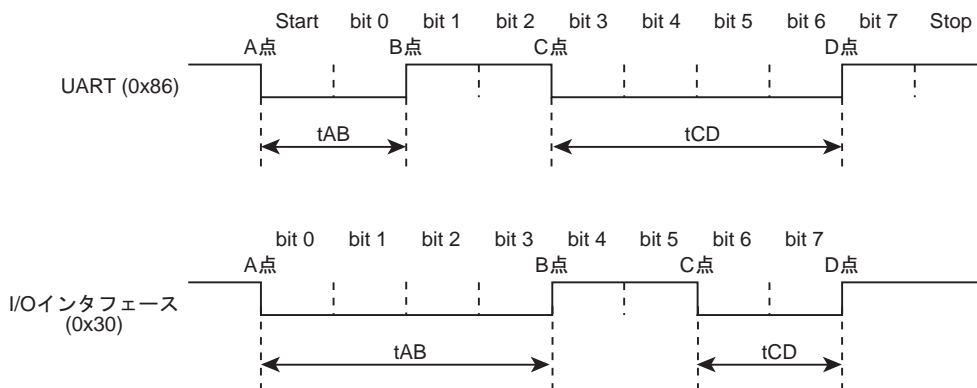 Start bit 0 bit 1 bit 2 bit 3 bit 4 bit 5 bit 6 bit 7 Stop
A点 B点 C点 D点
UART (0x86)
tAB tCD
bit 0 bit 1 bit 2 bit 3 bit 4 bit 5 bit 6 bit 7
A点 B点 C点 D点
I/Oインタフェース
(0x30)
tAB tCD